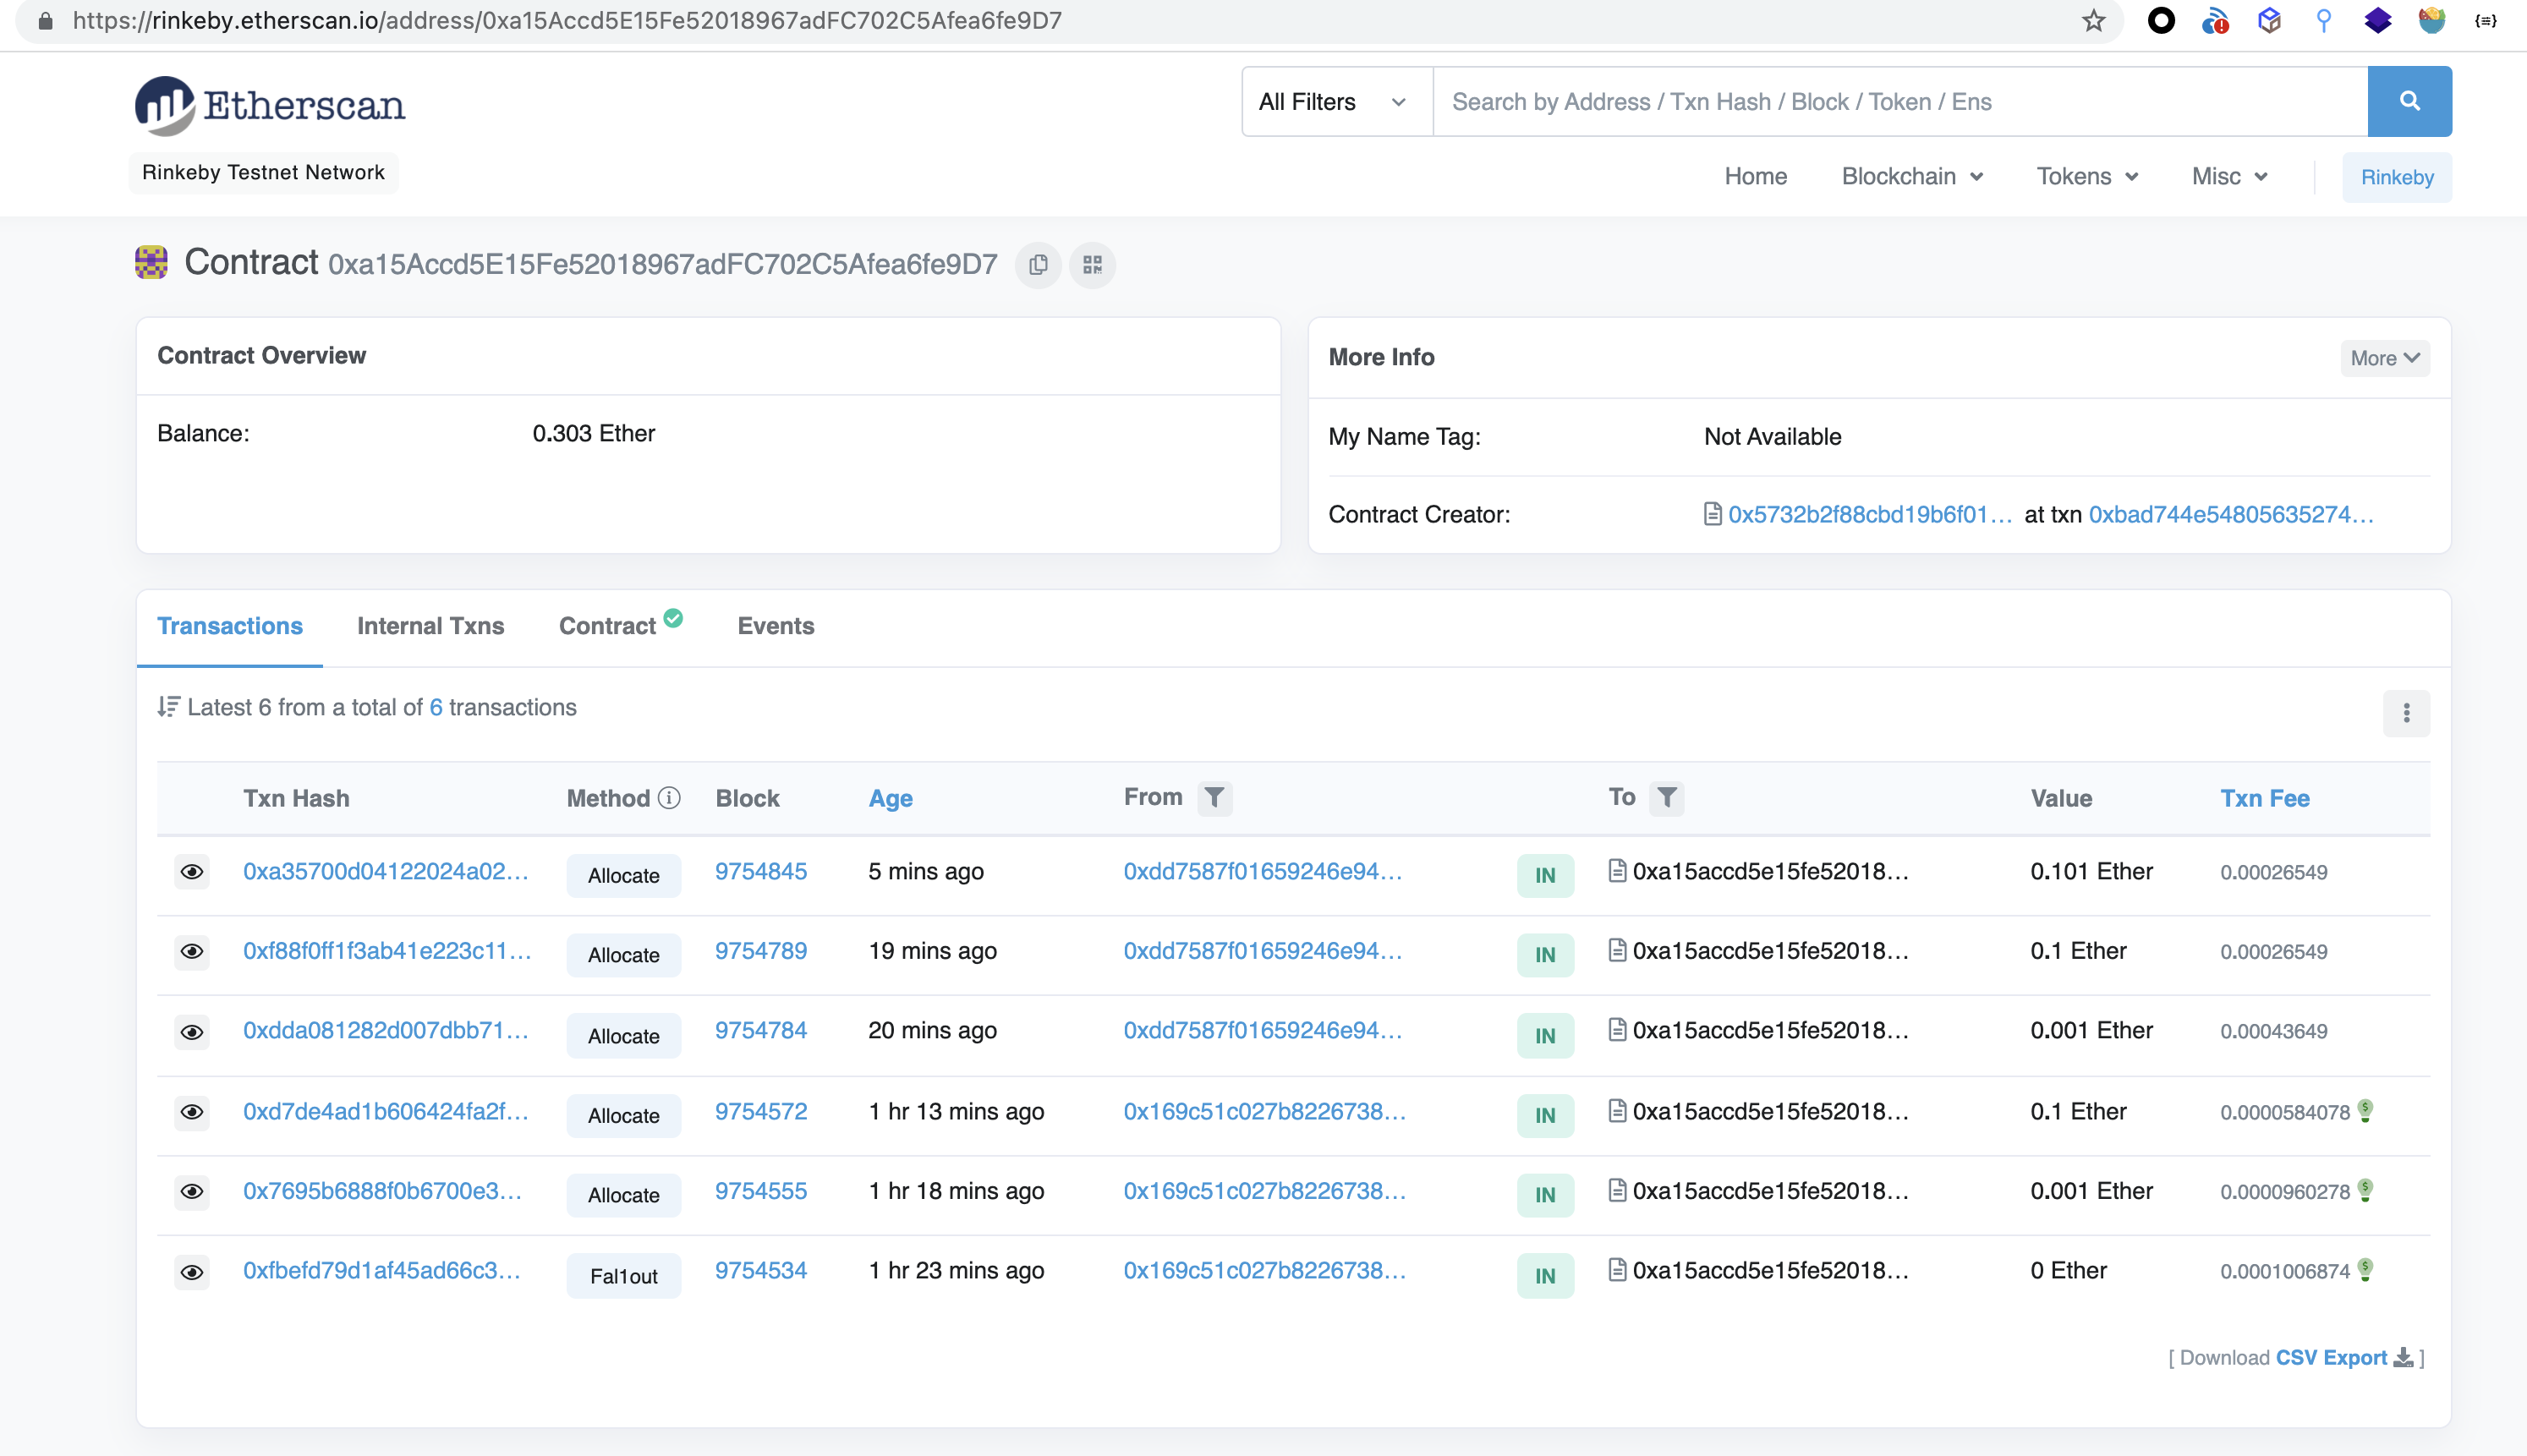 https://rinkeby.etherscan.io/address/0xa15Accd5E15Fe52018967adFC702C5Afea6fe9D7
Etherscan
All Filters
Search by Address / Txn Hash / Block / Token / Ens
Rinkeby Testnet Network
Home Blockchain Tokens Misc Rinkeby
Contract 0xa15Accd5E15Fe52018967adFC702C5Afea6fe9D7
Contract Overview
Balance: 0.303 Ether
More Info
More
My Name Tag: Not Available
Contract Creator: 0x5732b2f88cbd19b6f01... at txn 0xbad744e54805635274...
Transactions Internal Txns Contract Events
Latest 6 from a total of 6 transactions
Txn Hash Method Block Age From To Value Txn Fee
0xa35700d04122024a02... Allocate 9754845 5 mins ago 0xdd7587f01659246e94... IN 0xa15accd5e15fe52018... 0.101 Ether 0.00026549
0xf88f0ff1f3ab41e223c11... Allocate 9754789 19 mins ago 0xdd7587f01659246e94... IN 0xa15accd5e15fe52018... 0.1 Ether 0.00026549
0xdda081282d007dbb71... Allocate 9754784 20 mins ago 0xdd7587f01659246e94... IN 0xa15accd5e15fe52018... 0.001 Ether 0.00043649
0xd7de4ad1b606424fa2f... Allocate 9754572 1 hr 13 mins ago 0x169c51c027b8226738... IN 0xa15accd5e15fe52018... 0.1 Ether 0.0000584078
0x7695b6888f0b6700e3... Allocate 9754555 1 hr 18 mins ago 0x169c51c027b8226738... IN 0xa15accd5e15fe52018... 0.001 Ether 0.0000960278
0xfbefd79d1af45ad66c3... Fal1out 9754534 1 hr 23 mins ago 0x169c51c027b8226738... IN 0xa15accd5e15fe52018... 0 Ether 0.0001006874
[ Download CSV Export ]